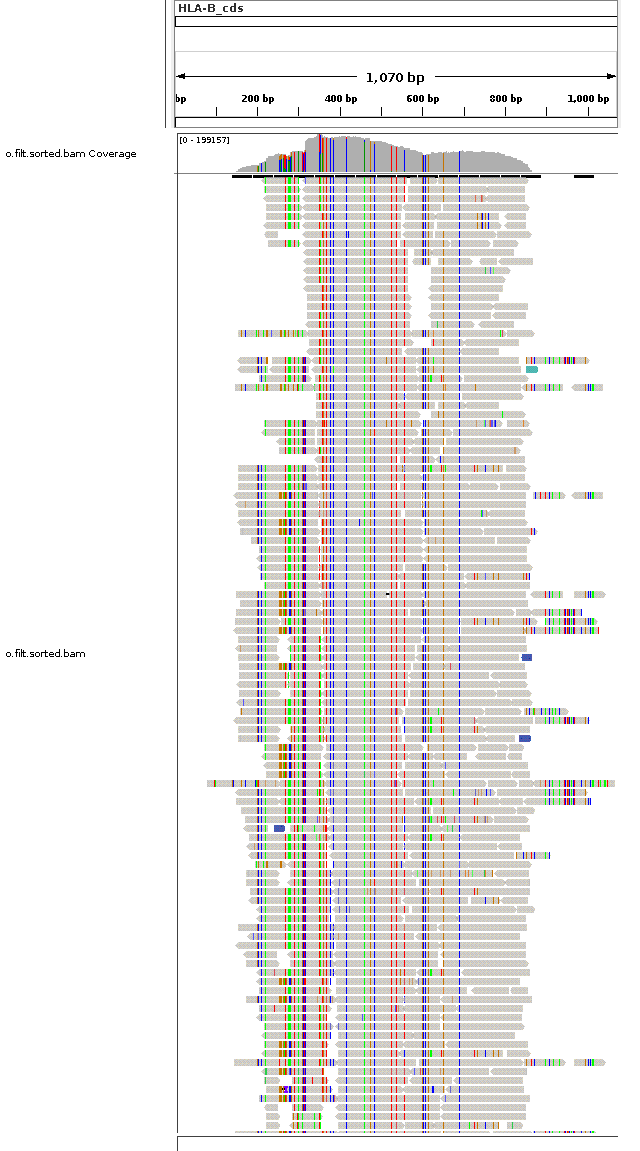 HLA-B_cds
1,070 bp
bp 200 bp 400 bp 600 bp 800 bp 1,000 bp
[0 - 199157]
o.filt.sorted.bam Coverage
o.filt.sorted.bam